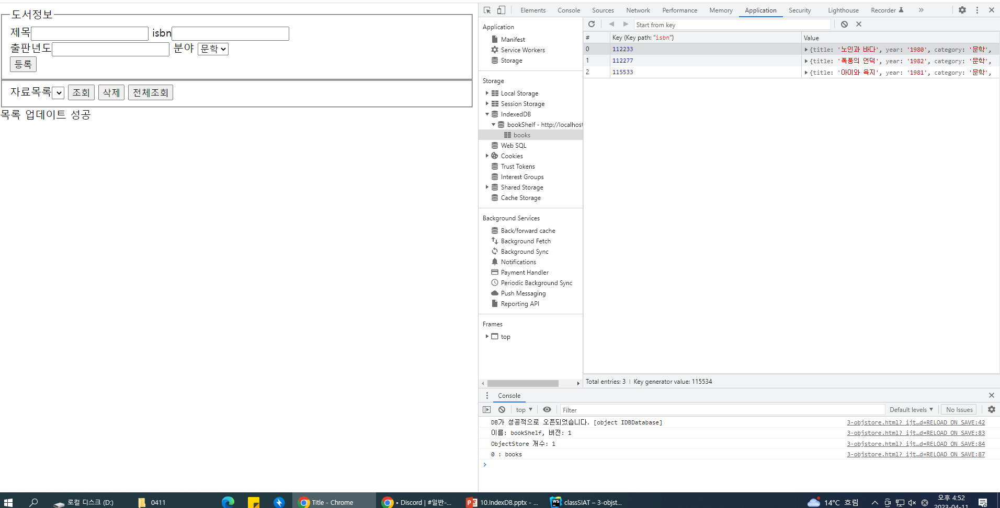 도서정보
제목 isbn
출판년도 분야 문학
등록
자료목록 조회 삭제 전체조회
목록 업데이트 성공
Elements Console Sources Network Performance Memory Application Security Lighthouse Recorder »
Application
Manifest
Service Workers
Storage
Storage
Local Storage
Session Storage
IndexedDB
bookShelf - http://localhost
books
Web SQL
Cookies
Trust Tokens
Interest Groups
Shared Storage
Cache Storage
Background Services
Back/forward cache
Background Fetch
Background Sync
Notifications
Payment Handler
Periodic Background Sync
Push Messaging
Reporting API
Frames
top
Start from key
# Key (Key path: "isbn") Value
0 112233 {title: '노인과 바다', year: '1980', category: '문학',
1 112277 {title: '폭풍의 언덕', year: '1982', category: '문학',
2 115533 {title: '아이와 육지', year: '1981', category: '문학',
Total entries: 3 Key generator value: 115534
Console
top Filter Default levels No Issues
DB가 성공적으로 오픈되었습니다. [object IDBDatabase] 3-objstore.html?_ijt…d=RELOAD_ON_SAVE:42
이름: bookShelf, 버전: 1 3-objstore.html?_ijt…d=RELOAD_ON_SAVE:83
ObjectStore 개수: 1 3-objstore.html?_ijt…d=RELOAD_ON_SAVE:84
0 : books 3-objstore.html?_ijt…d=RELOAD_ON_SAVE:87
로컬 디스크 (D:) 0411 Title - Chrome • Discord | #일반-... 10.IndexDB.pptx - ... classSIAT – 3-objst... 14°C 흐림 오후 4:52
2023-04-11